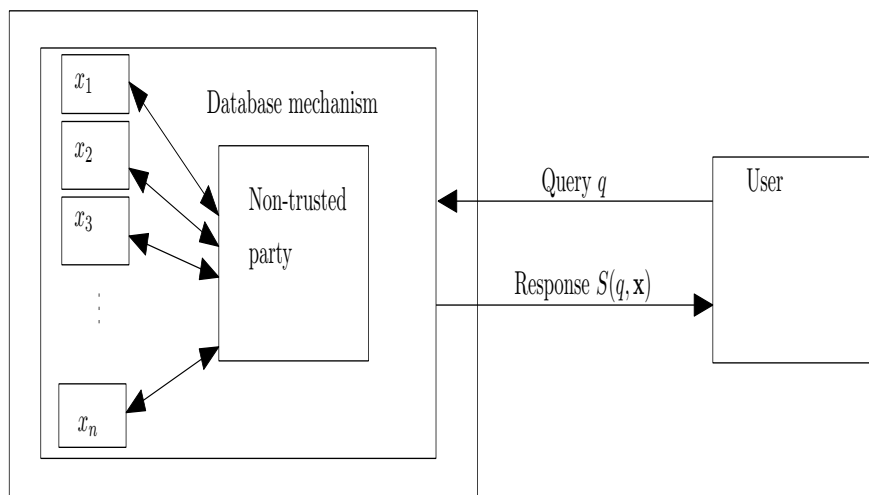 x₁
Database mechanism
x₂
Non-trusted
party
x₃
⋮
xₙ
Query q
User
Response S(q, x)